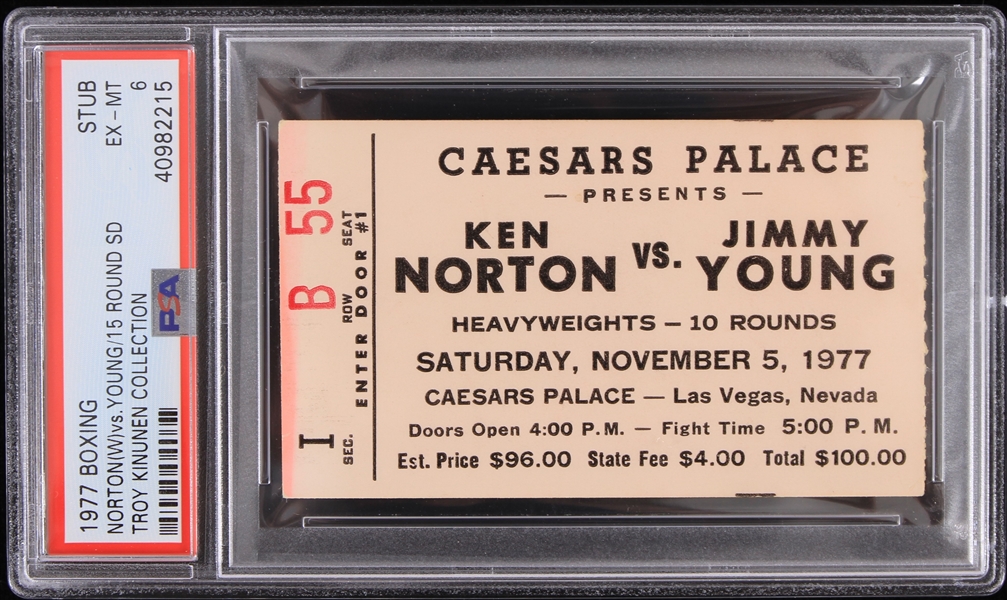 1977 BOXING
NORTON(W)vs.YOUNG/15 ROUND SD
TROY KINUNEN COLLECTION
STUB
EX - MT
6
40982215
PSA
I
SEC.
B
ROW
55
SEAT
ENTER DOOR #1
CAESARS PALACE
— PRESENTS —
KEN NORTON
vs.
JIMMY YOUNG
HEAVYWEIGHTS — 10 ROUNDS
SATURDAY, NOVEMBER 5, 1977
CAESARS PALACE — Las Vegas, Nevada
Doors Open 4:00 P.M. — Fight Time 5:00 P.M.
Est. Price $96.00 State Fee $4.00 Total $100.00